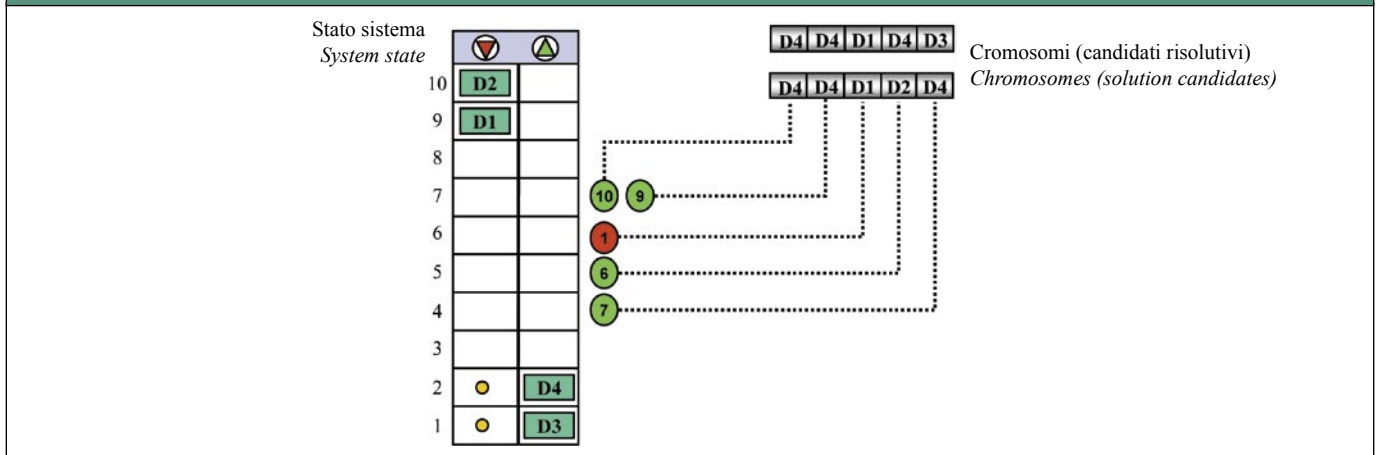 Stato sistema
System state
10 D2
9 D1
8
7 10 9
6 1
5 6
4 7
3
2 D4
1 D3
D4 D4 D1 D4 D3
D4 D4 D1 D2 D4
Cromosomi (candidati risolutivi)
Chromosomes (solution candidates)